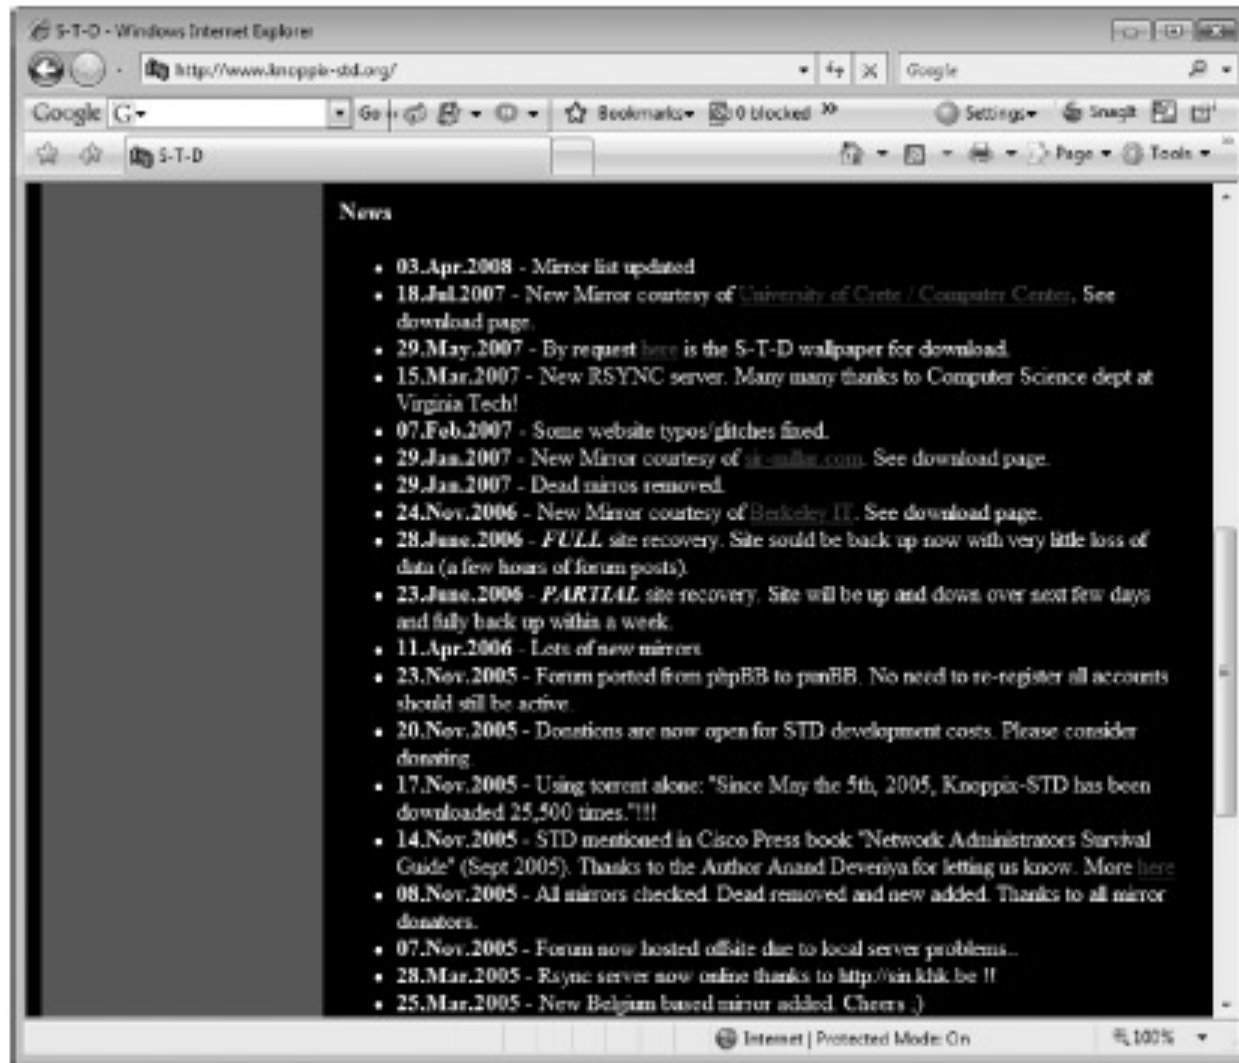 S-T-D - Windows Internet Explorer
http://www.knoppix-std.org/
Google
Google G
Go
Bookmarks
0 blocked
Settings
SnagIt
S-T-D
Page
Tools
News
03.Apr.2008 - Mirror list updated
18.Jul.2007 - New Mirror courtesy of University of Crete / Computer Center. See
download page.
29.May.2007 - By request here is the S-T-D wallpaper for download.
15.Mar.2007 - New RSYNC server. Many many thanks to Computer Science dept at
Virginia Tech!
07.Feb.2007 - Some website typos/glitches fixed.
29.Jan.2007 - New Mirror courtesy of . See download page.
29.Jan.2007 - Dead mirros removed.
24.Nov.2006 - New Mirror courtesy of Berkeley IT. See download page.
28.June.2006 - FULL site recovery. Site sould be back up now with very little loss of
data (a few hours of forum posts).
23.June.2006 - PARTIAL site recovery. Site will be up and down over next few days
and fully back up within a week.
11.Apr.2006 - Lots of new mirrors
23.Nov.2005 - Forum ported from phpBB to punBB. No need to re-register all accounts
should still be active.
20.Nov.2005 - Donations are now open for STD development costs. Please consider
donating.
17.Nov.2005 - Using torrent alone: "Since May the 5th, 2005, Knoppix-STD has been
downloaded 25,500 times."!!!
14.Nov.2005 - STD mentioned in Cisco Press book "Network Administrators Survival
Guide" (Sept 2005). Thanks to the Author Anand Deveriya for letting us know. More here
08.Nov.2005 - All mirrors checked. Dead removed and new added. Thanks to all mirror
donators.
07.Nov.2005 - Forum now hosted offsite due to local server problems..
28.Mar.2005 - Rsync server now online thanks to http://sin.khk.be !!
25.Mar.2005 - New Belgium based mirror added. Cheers :)
Internet | Protected Mode: On
100%